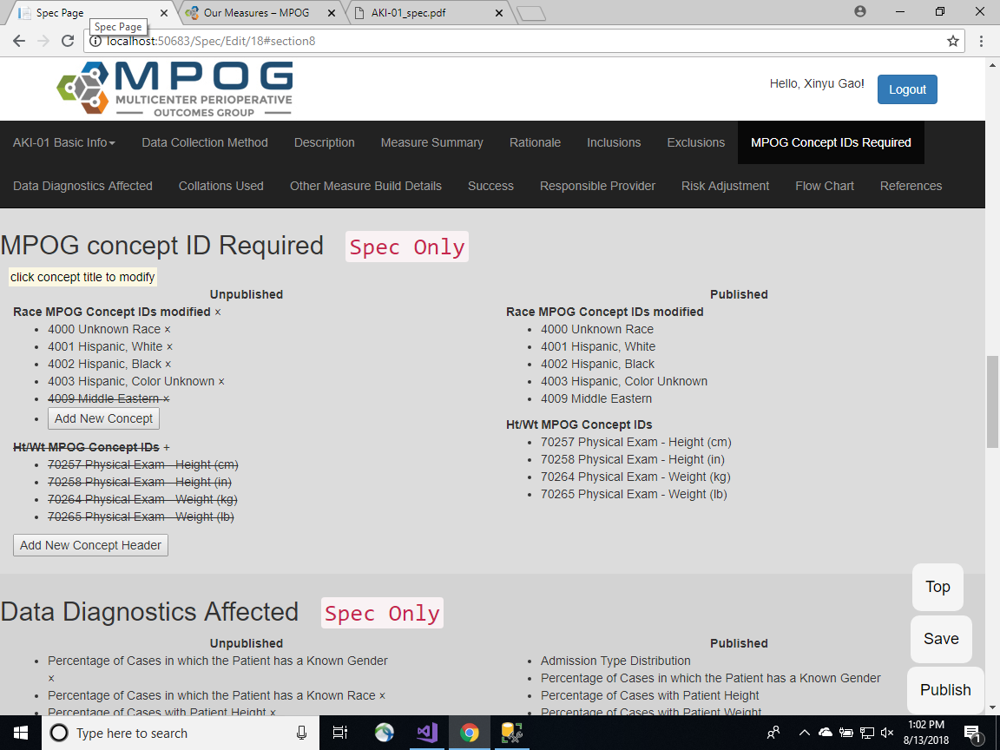 Spec Page
Our Measures – MPOG
AKI-01_spec.pdf
Spec Page
localhost:50683/Spec/Edit/18#section8
MPOG
MULTICENTER PERIOPERATIVE
OUTCOMES GROUP
Hello, Xinyu Gao!
Logout
AKI-01 Basic Info
Data Collection Method
Description
Measure Summary
Rationale
Inclusions
Exclusions
MPOG Concept IDs Required
Data Diagnostics Affected
Collations Used
Other Measure Build Details
Success
Responsible Provider
Risk Adjustment
Flow Chart
References
MPOG concept ID Required
Spec Only
click concept title to modify
Unpublished
Race MPOG Concept IDs modified ×
4000 Unknown Race ×
4001 Hispanic, White ×
4002 Hispanic, Black ×
4003 Hispanic, Color Unknown ×
4009 Middle Eastern ×
Add New Concept
Ht/Wt MPOG Concept IDs +
70257 Physical Exam - Height (cm)
70258 Physical Exam - Height (in)
70264 Physical Exam - Weight (kg)
70265 Physical Exam - Weight (lb)
Add New Concept Header
Published
Race MPOG Concept IDs modified
4000 Unknown Race
4001 Hispanic, White
4002 Hispanic, Black
4003 Hispanic, Color Unknown
4009 Middle Eastern
Ht/Wt MPOG Concept IDs
70257 Physical Exam - Height (cm)
70258 Physical Exam - Height (in)
70264 Physical Exam - Weight (kg)
70265 Physical Exam - Weight (lb)
Data Diagnostics Affected
Spec Only
Unpublished
Percentage of Cases in which the Patient has a Known Gender
×
Percentage of Cases in which the Patient has a Known Race ×
Percentage of Cases with Patient Height ×
Published
Admission Type Distribution
Percentage of Cases in which the Patient has a Known Gender
Percentage of Cases with Patient Height
Percentage of Cases with Patient Weight
Top
Save
Publish
Type here to search
1:02 PM
8/13/2018
1